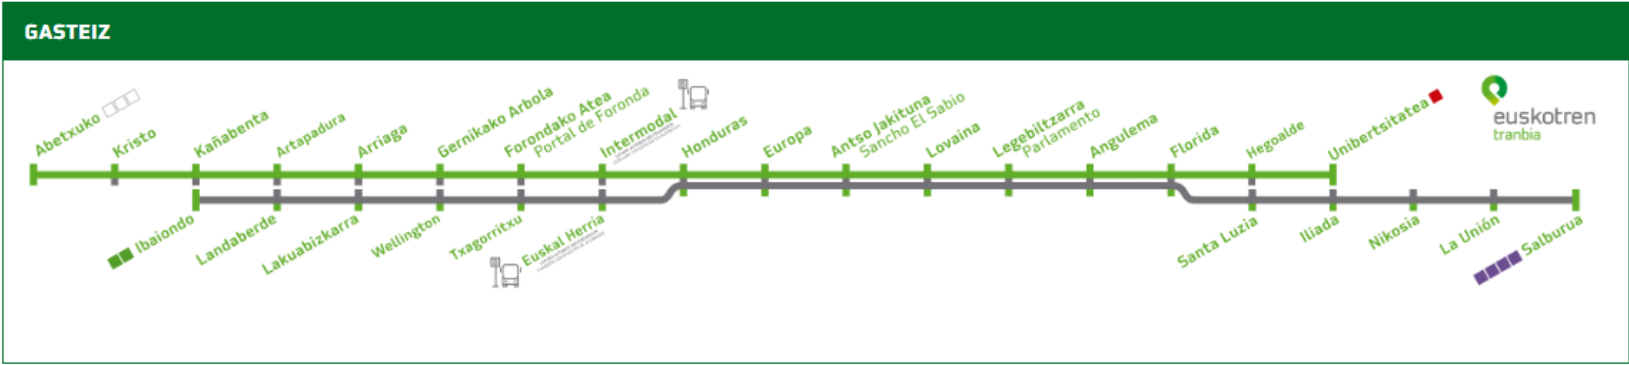 GASTEIZ
Abetxuko
Kristo
Kañabenta
Artapadura
Arriaga
Gernikako Arbola
Forondako Atea
Portal de Foronda
Intermodal
Honduras
Europa
Antso Jakituna
Sancho El Sabio
Lovaina
Legebiltzarra
Parlamento
Angulema
Florida
Hegoalde
Unibertsitatea
euskotren
tranbia
Ibaiondo
Landaberde
Lakuabizkarra
Wellington
Txagorritxu
Euskal Herria
Santa Luzia
Iliada
Nikosia
La Unión
Salburua